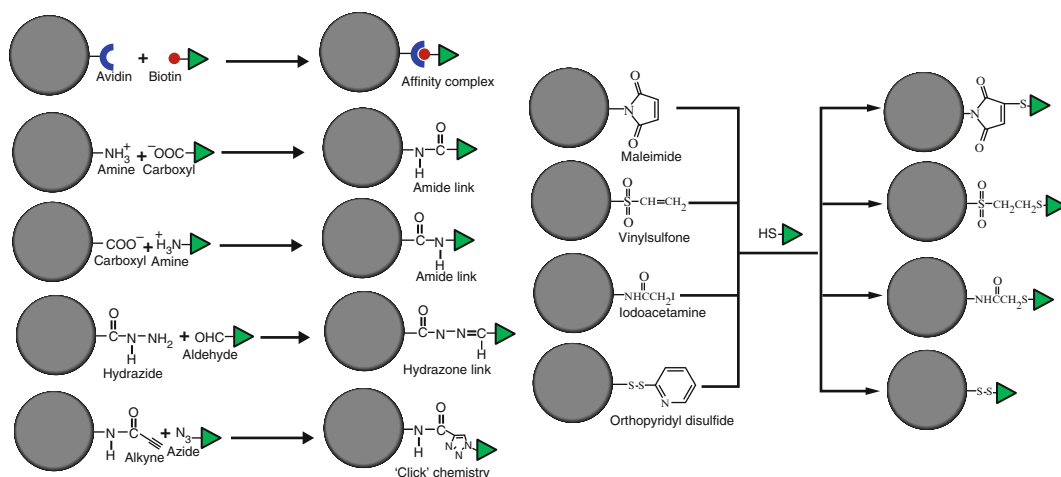 Avidin + Biotin
Affinity complex
NH3+ + −OOC
Amine Carboxyl
O
N C
H
Amide link
COO− + +H3N
Carboxyl Amine
O
C N
H
Amide link
O
C N NH2 + OHC
H
Aldehyde
Hydrazide
O
C N N=C
H
Hydrazone link
O
N
H
+ N3
Alkyne Azide
O
N
H
N N N
'Click' chemistry
O
N
O
Maleimide
O
S CH=CH2
O
Vinylsulfone
O
NHCCH2I
Iodoacetamine
S-S
N
Orthopyridyl disulfide
HS
O
N S
O
O
S CH2CH2S
O
O
NHCCH2S
S-S